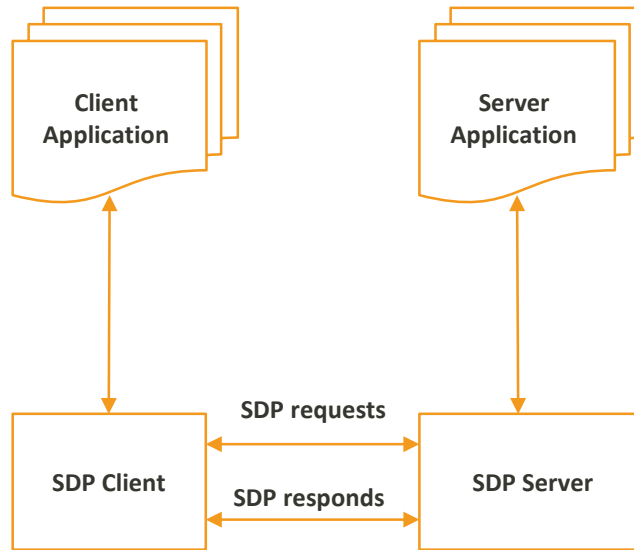 Client
Application
Server
Application
SDP requests
SDP Client
SDP Server
SDP responds